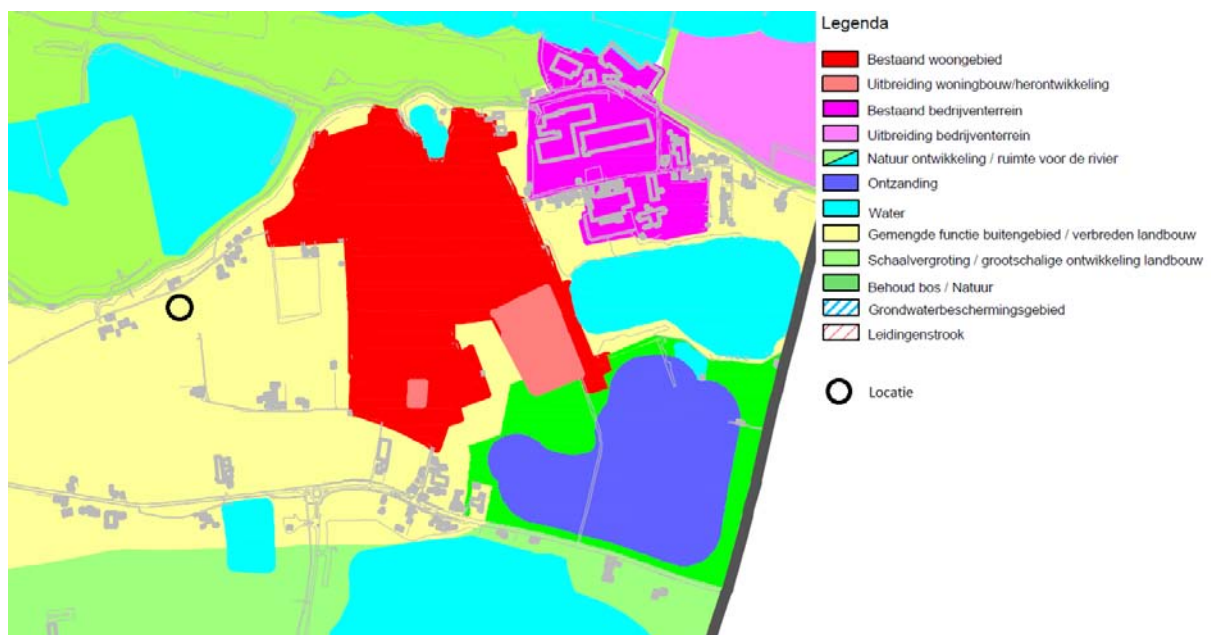 Legenda
Bestaand woongebied
Uitbreiding woningbouw/herontwikkeling
Bestaand bedrijventerrein
Uitbreiding bedrijventerrein
Natuur ontwikkeling / ruimte voor de rivier
Ontzanding
Water
Gemengde functie buitengebied / verbreden landbouw
Schaalvergroting / grootschalige ontwikkeling landbouw
Behoud bos / Natuur
Grondwaterbeschermingsgebied
Leidingenstrook
Locatie